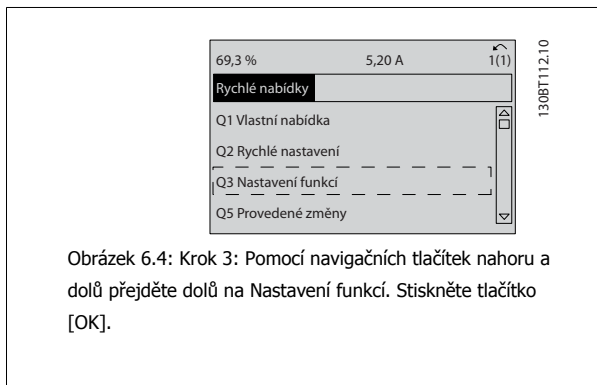 69,3 % 5,20 A 1(1)
Rychlé nabídky
Q1 Vlastní nabídka
Q2 Rychlé nastavení
Q3 Nastavení funkcí
Q5 Provedené změny
130BT112.10
Obrázek 6.4: Krok 3: Pomocí navigačních tlačítek nahoru a
dolů přejděte dolů na Nastavení funkcí. Stiskněte tlačítko
[OK].